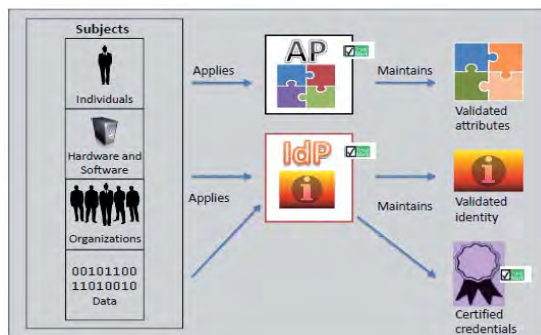 Subjects
Individuals
Hardware and
Software
Organizations
00101100
11010010
Data
Applies
AP
Maintains
Validated
attributes
Applies
IdP
i
Maintains
i
Validated
identity
Certified
credentials